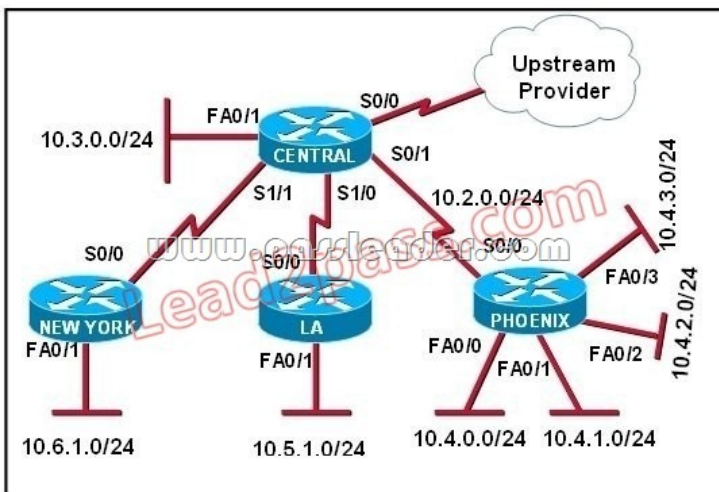 Upstream
Provider
S0/0
FA0/1
10.3.0.0/24
CENTRAL
S0/1
S1/1
S1/0
10.2.0.0/24
10.4.3.0/24
S0/0
S0/0
S0/0
FA0/3
NEW YORK
LA
PHOENIX
FA0/1
FA0/1
FA0/0
FA0/1
FA0/2
10.4.2.0/24
10.6.1.0/24
10.5.1.0/24
10.4.0.0/24
10.4.1.0/24
Lead2pass.com